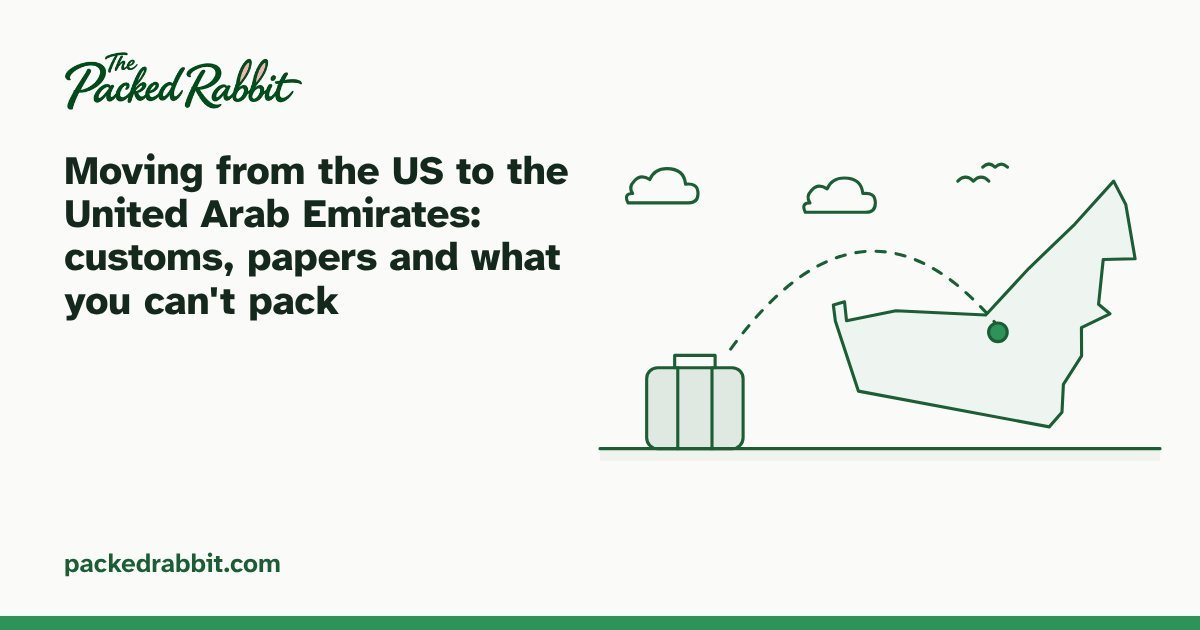 The
Packed Rabbit
Moving from the US to the
United Arab Emirates:
customs, papers and what
you can't pack
packedrabbit.com